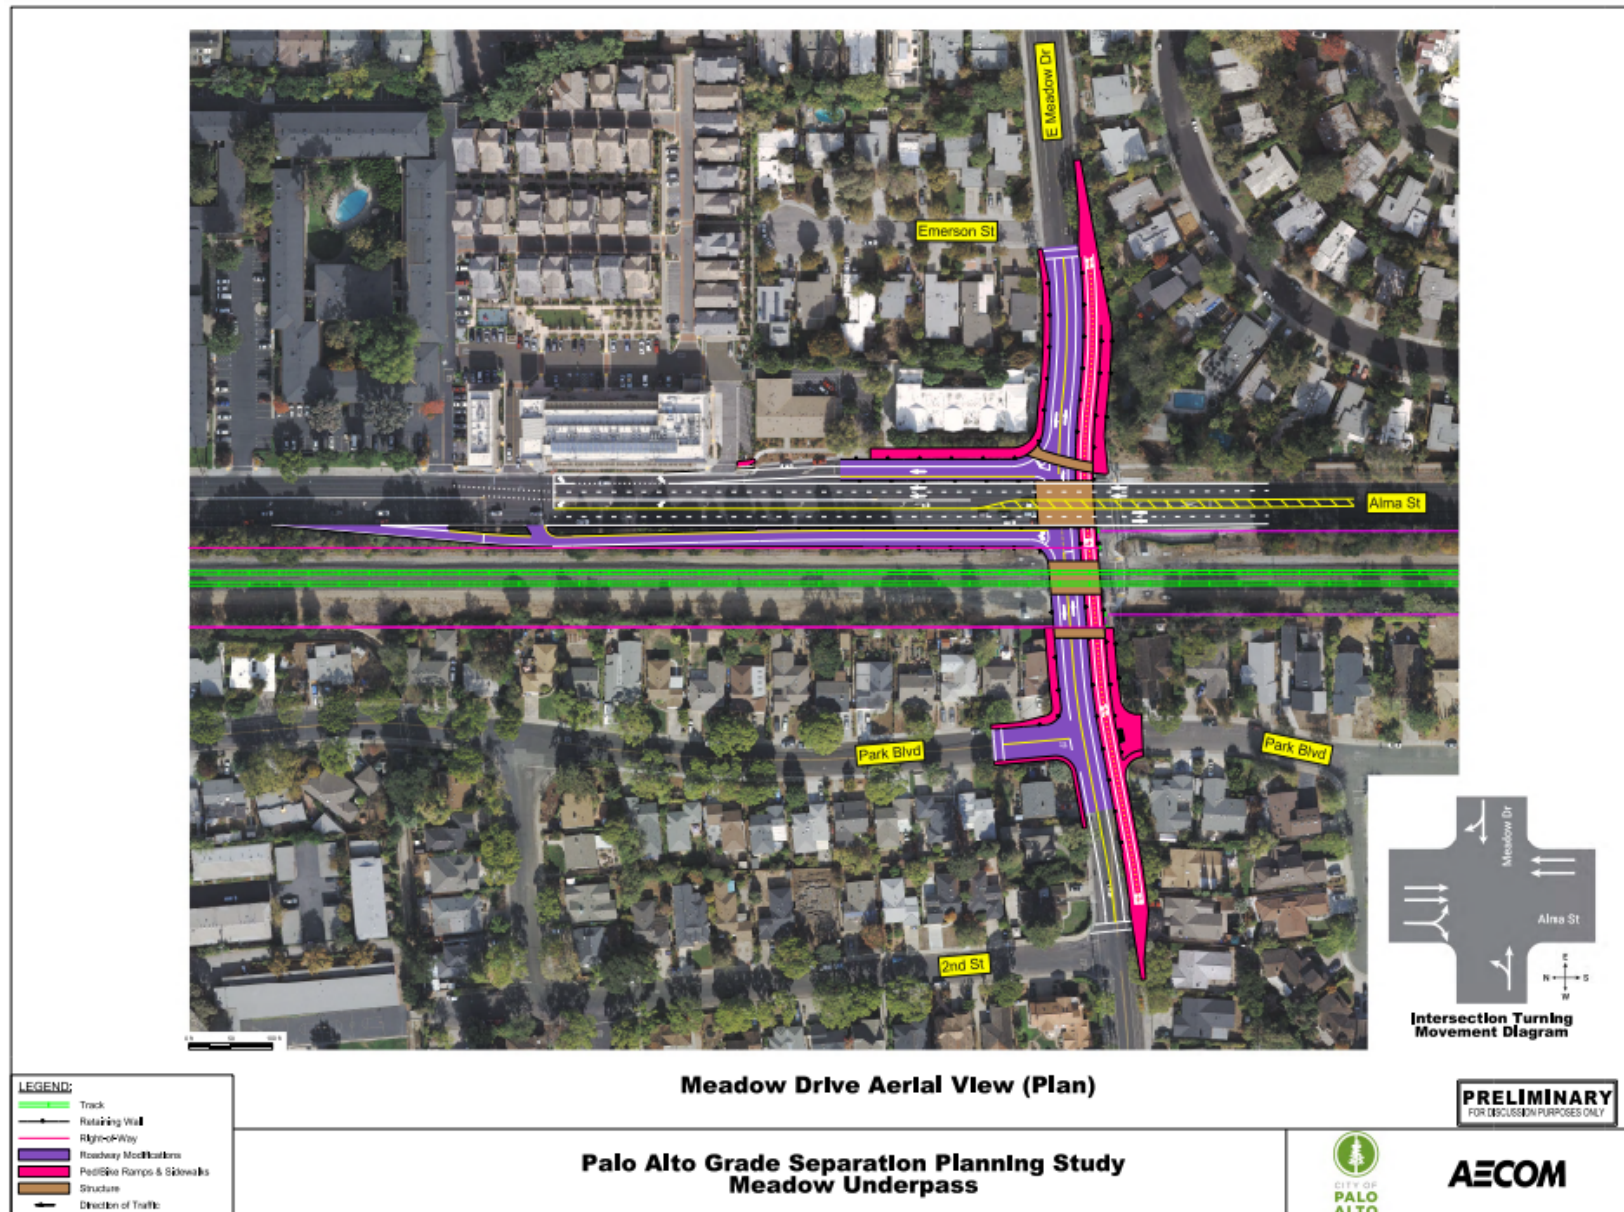 E Meadow Dr
Emerson St
Alma St
Park Blvd
Park Blvd
2nd St
Meadow Dr
Alma St
E
N S
W
Intersection Turning
Movement Diagram
Meadow Drive Aerial View (Plan)
PRELIMINARY
FOR DISCUSSION PURPOSES ONLY
LEGEND:
Track
Retaining Wall
Right-of-Way
Roadway Modifications
Ped/Bike Ramps & Sidewalks
Structure
Direction of Traffic
Palo Alto Grade Separation Planning Study
Meadow Underpass
CITY OF
PALO
ALTO
AECOM